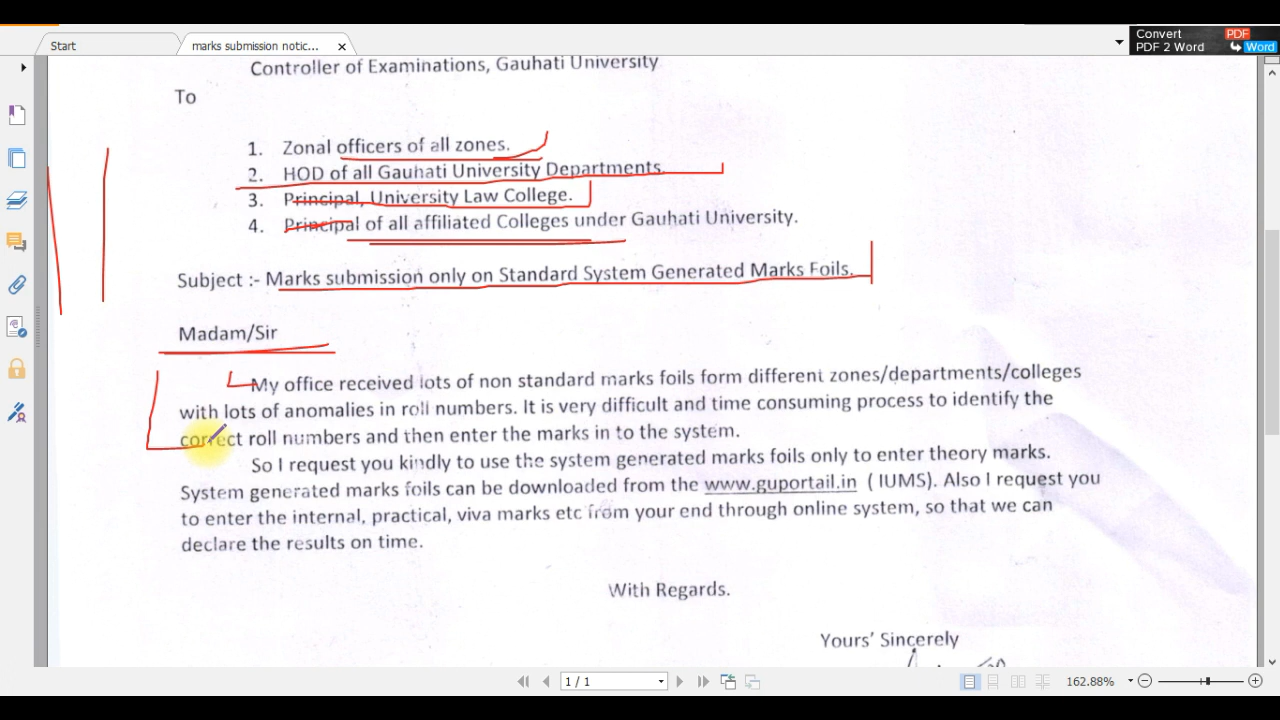 Start
marks submission notic...
Convert PDF
PDF 2 Word Word
Controller of Examinations, Gauhati University
To
1. Zonal officers of all zones.
2. HOD of all Gauhati University Departments.
3. Principal, University Law College.
4. Principal of all affiliated Colleges under Gauhati University.
Subject :- Marks submission only on Standard System Generated Marks Foils.
Madam/Sir
My office received lots of non standard marks foils form different zones/departments/colleges
with lots of anomalies in roll numbers. It is very difficult and time consuming process to identify the
correct roll numbers and then enter the marks in to the system.
So I request you kindly to use the system generated marks foils only to enter theory marks.
System generated marks foils can be downloaded from the www.guportail.in ( IUMS). Also I request you
to enter the internal, practical, viva marks etc from your end through online system, so that we can
declare the results on time.
With Regards.
Yours’ Sincerely
1 / 1
162.88%